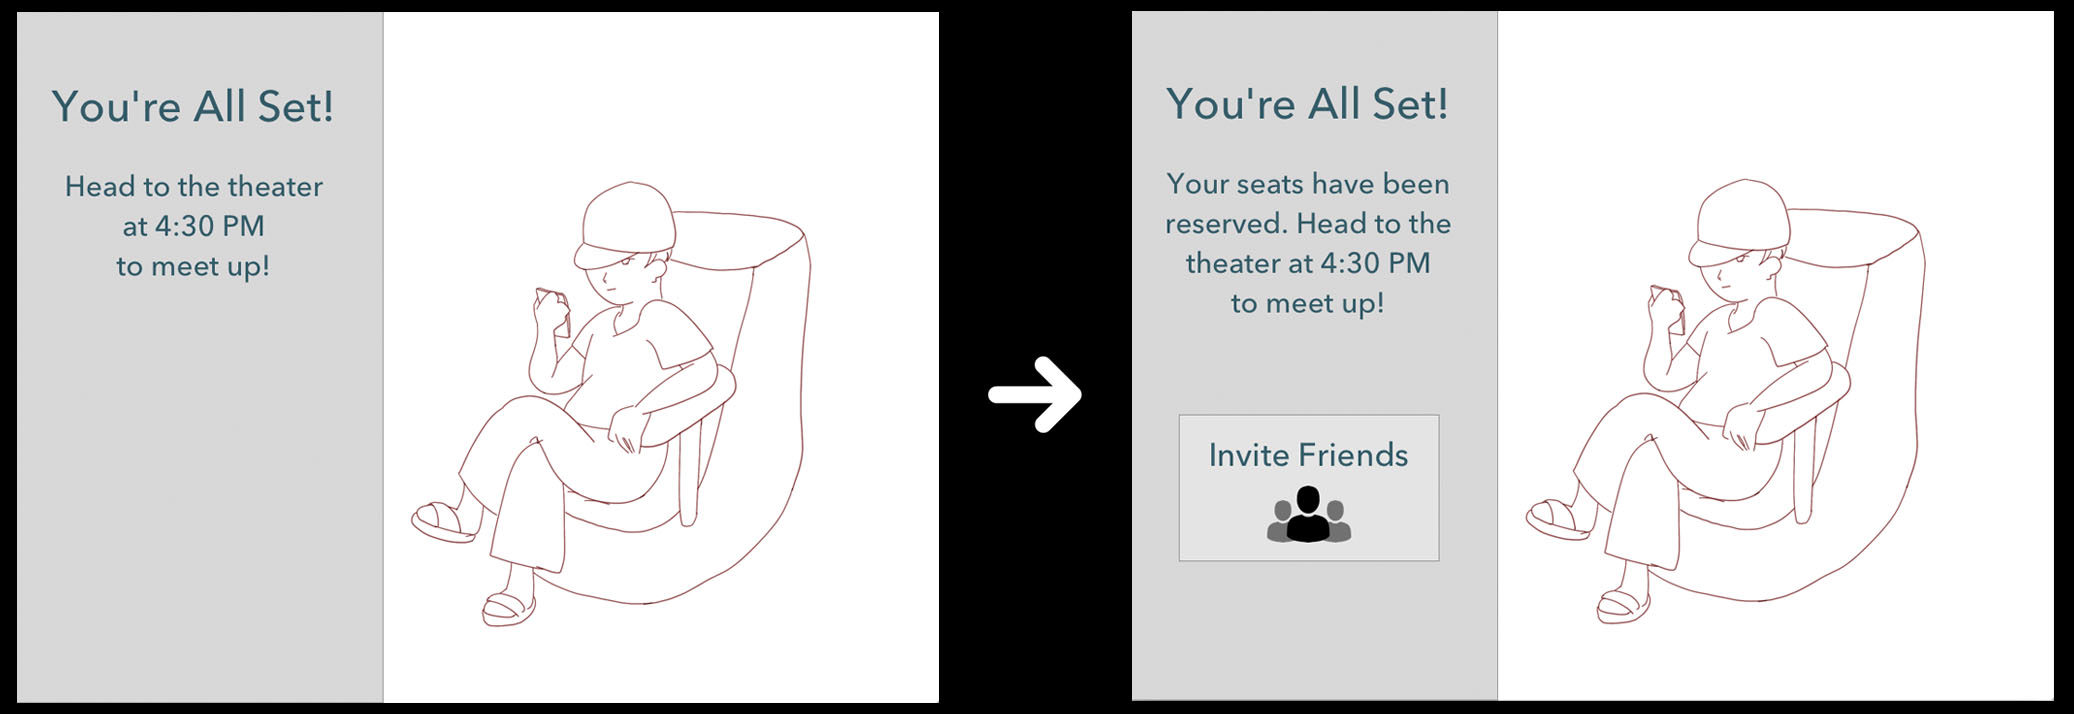 You're All Set!
Head to the theater
at 4:30 PM
to meet up!
You're All Set!
Your seats have been
reserved. Head to the
theater at 4:30 PM
to meet up!
Invite Friends